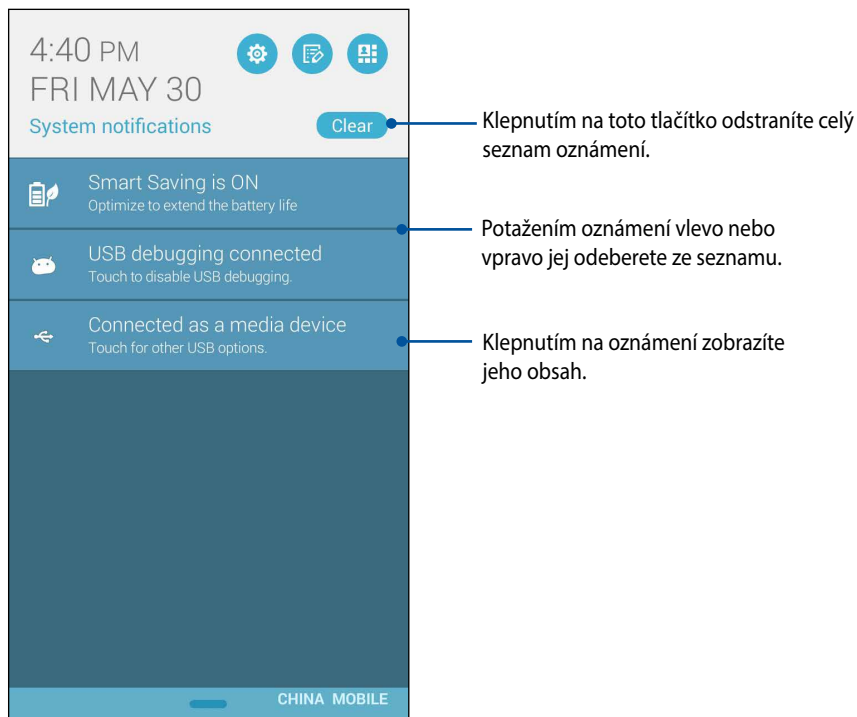 4:40 PM
FRI MAY 30
System notifications
Clear
Klepnutím na toto tlačítko odstraníte celý
seznam oznámení.
Smart Saving is ON
Optimize to extend the battery life
Potažením oznámení vlevo nebo
vpravo jej odeberete ze seznamu.
USB debugging connected
Touch to disable USB debugging.
Connected as a media device
Touch for other USB options.
Klepnutím na oznámení zobrazíte
jeho obsah.
CHINA MOBILE